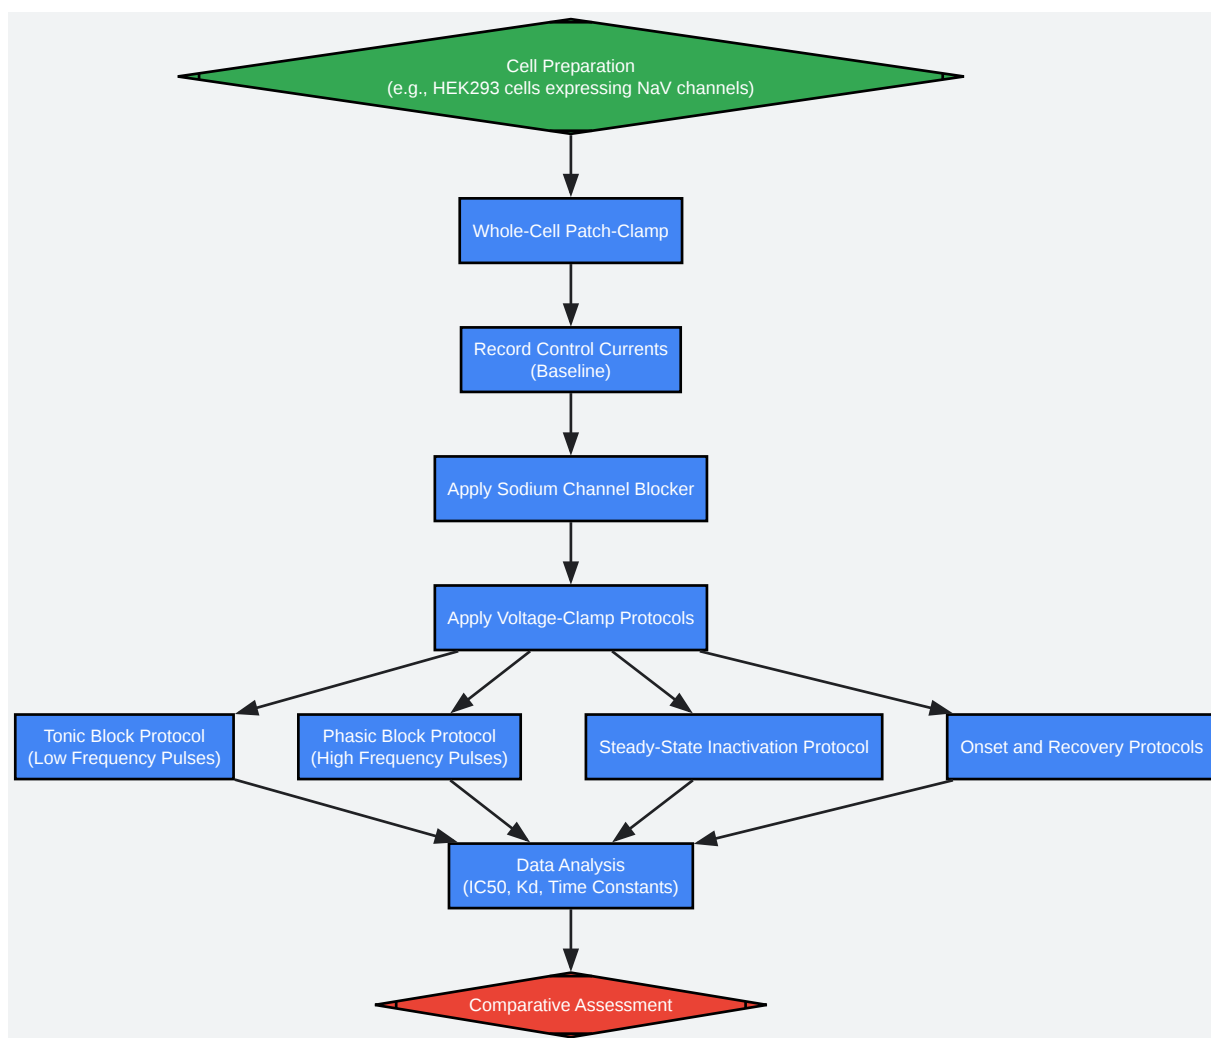 Cell Preparation
(e.g., HEK293 cells expressing NaV channels)
Whole-Cell Patch-Clamp
Record Control Currents
(Baseline)
Apply Sodium Channel Blocker
Apply Voltage-Clamp Protocols
Tonic Block Protocol
(Low Frequency Pulses)
Phasic Block Protocol
(High Frequency Pulses)
Steady-State Inactivation Protocol
Onset and Recovery Protocols
Data Analysis
(IC50, Kd, Time Constants)
Comparative Assessment